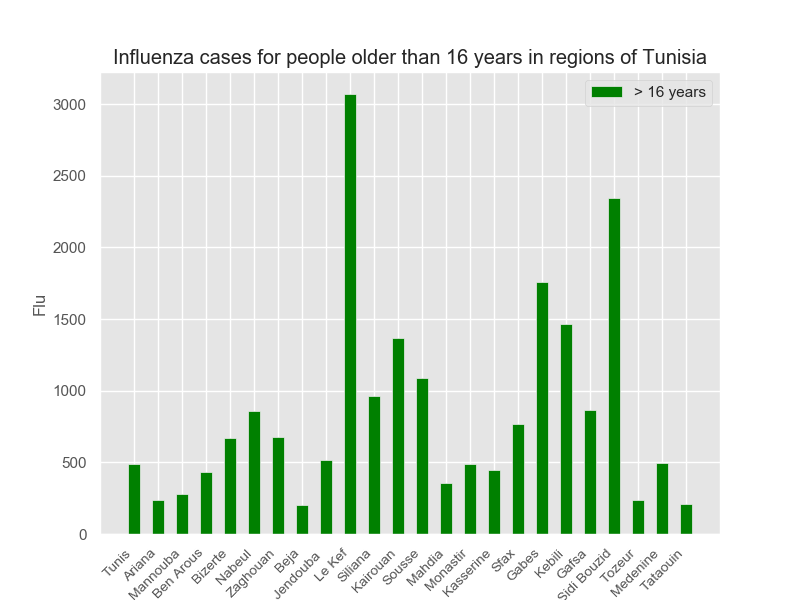 Influenza cases for people older than 16 years in regions of Tunisia
> 16 years
Flu
3000
2500
2000
1500
1000
500
0
Tunis
Ariana
Mannouba
Ben Arous
Bizerte
Nabeul
Zaghouan
Beja
Jendouba
Le Kef
Siliana
Kairouan
Sousse
Mahdia
Monastir
Kasserine
Sfax
Gabes
Kebili
Gafsa
Sidi Bouzid
Tozeur
Medenine
Tataouin